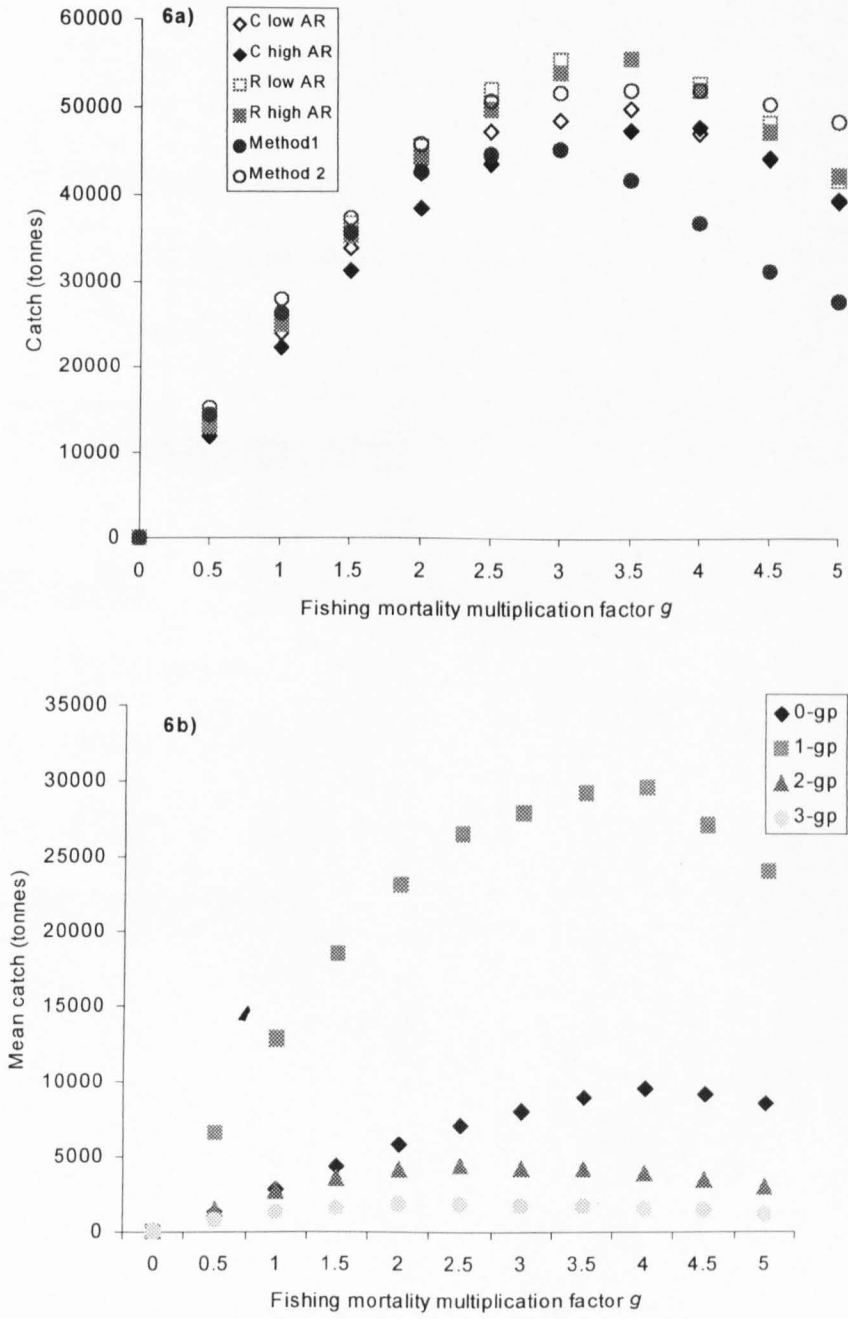 6a)
C low AR
C high AR
R low AR
R high AR
Method1
Method 2
60000
50000
40000
30000
20000
10000
0
Catch (tonnes)
0 0.5 1 1.5 2 2.5 3 3.5 4 4.5 5
Fishing mortality multiplication factor g
6b)
0-gp
1-gp
2-gp
3-gp
35000
30000
25000
20000
15000
10000
5000
0
Mean catch (tonnes)
0 0.5 1 1.5 2 2.5 3 3.5 4 4.5 5
Fishing mortality multiplication factor g